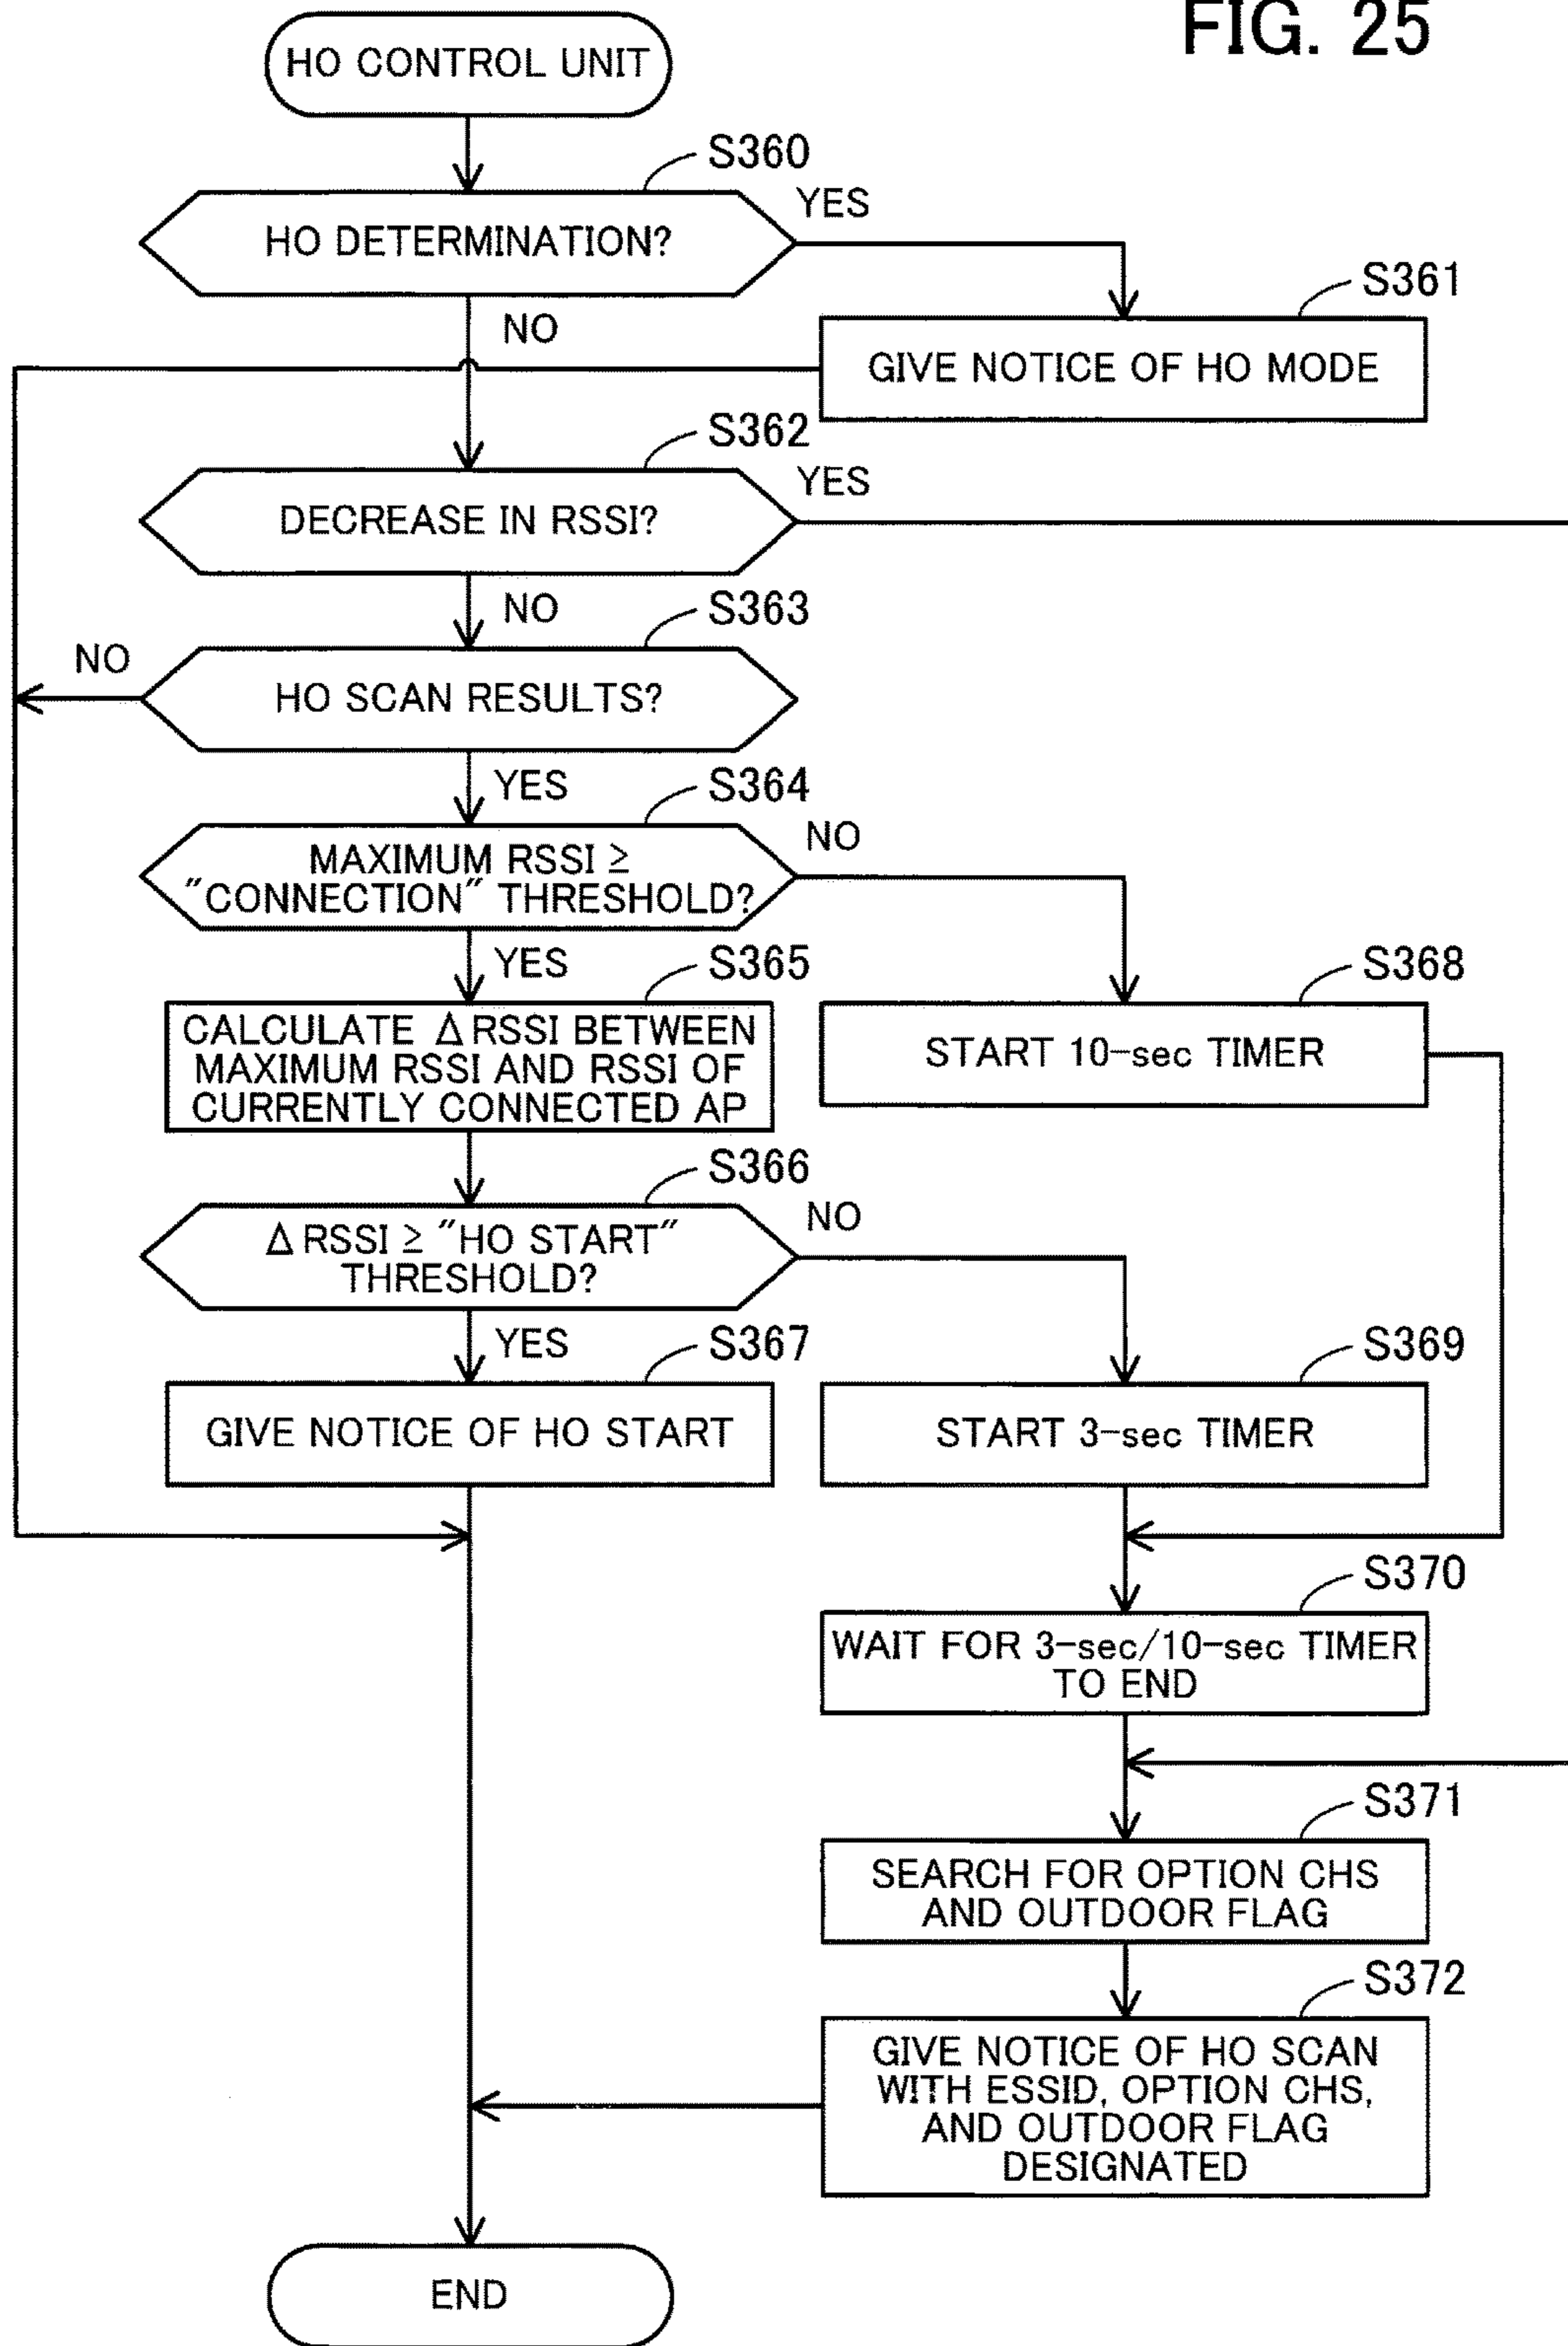 FIG. 25
HO CONTROL UNIT
S360
HO DETERMINATION?
YES
NO
S361
GIVE NOTICE OF HO MODE
S362
DECREASE IN RSSI?
YES
NO
S363
HO SCAN RESULTS?
NO
YES
S364
MAXIMUM RSSI ≥
"CONNECTION" THRESHOLD?
NO
YES
S365
CALCULATE Δ RSSI BETWEEN
MAXIMUM RSSI AND RSSI OF
CURRENTLY CONNECTED AP
S368
START 10-sec TIMER
S366
Δ RSSI ≥ "HO START"
THRESHOLD?
NO
YES
S367
GIVE NOTICE OF HO START
S369
START 3-sec TIMER
S370
WAIT FOR 3-sec/10-sec TIMER
TO END
S371
SEARCH FOR OPTION CHS
AND OUTDOOR FLAG
S372
GIVE NOTICE OF HO SCAN
WITH ESSID, OPTION CHS,
AND OUTDOOR FLAG
DESIGNATED
END